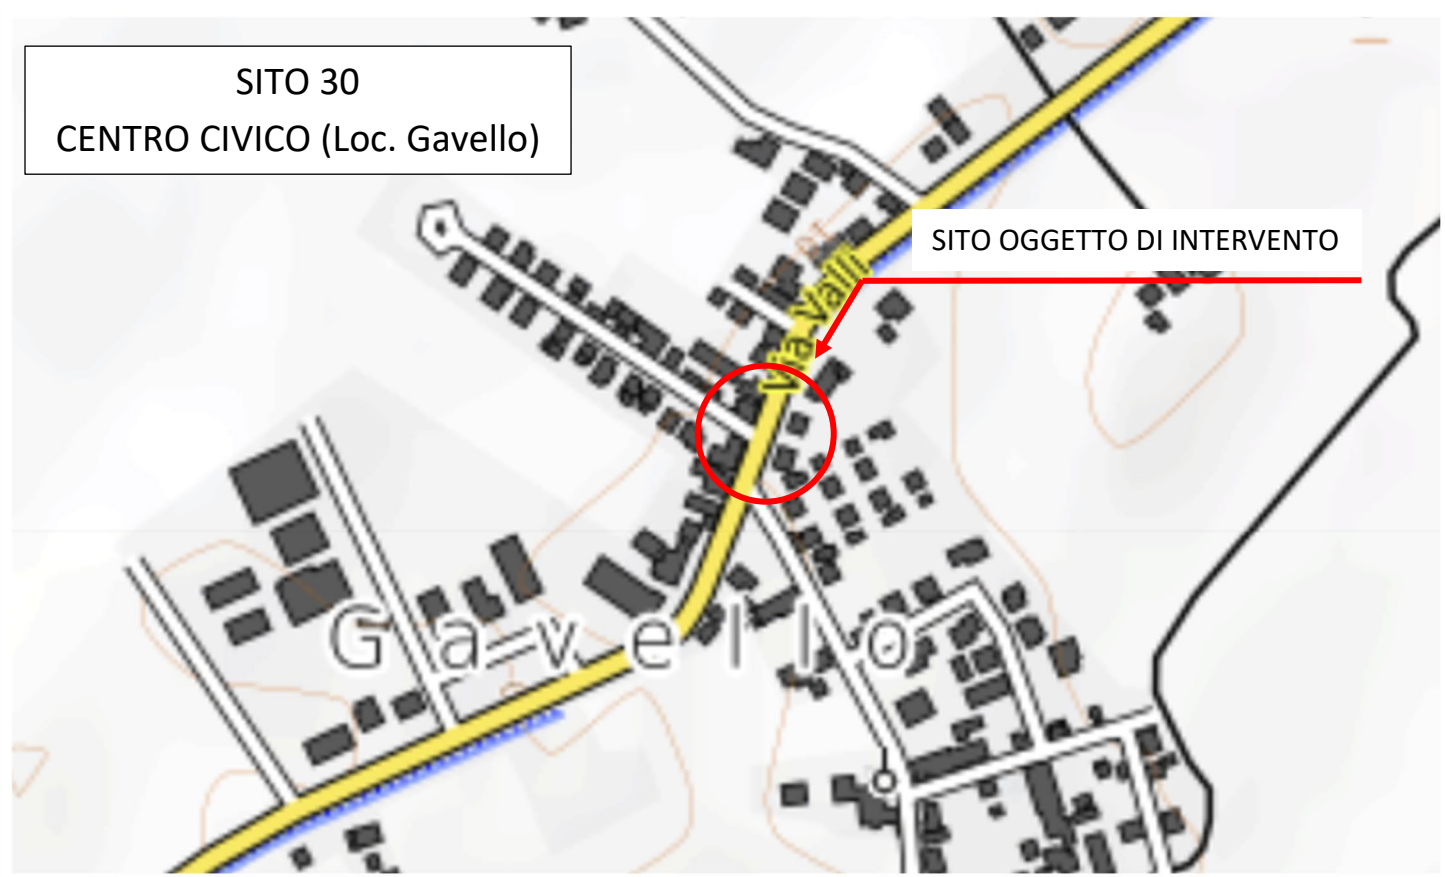 SITO 30
CENTRO CIVICO (Loc. Gavello)
SITO OGGETTO DI INTERVENTO
Via Valli
Gavello